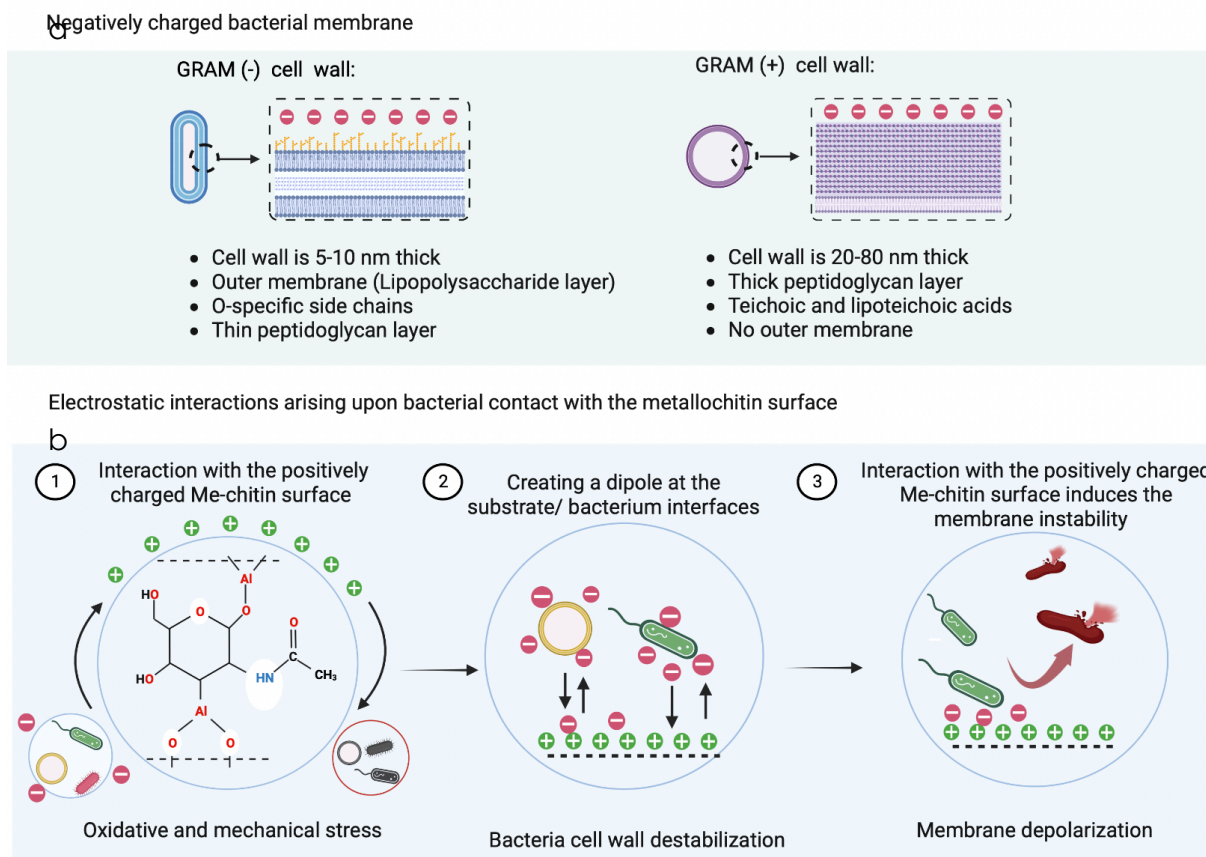 Negatively charged bacterial membrane
a
GRAM (-) cell wall:
GRAM (+) cell wall:
• Cell wall is 5-10 nm thick
• Outer membrane (Lipopolysaccharide layer)
• O-specific side chains
• Thin peptidoglycan layer
• Cell wall is 20-80 nm thick
• Thick peptidoglycan layer
• Teichoic and lipoteichoic acids
• No outer membrane
Electrostatic interactions arising upon bacterial contact with the metallochitin surface
b
1
Interaction with the positively
charged Me-chitin surface
Al
HO
O
O
O
C
HN
CH₃
HO
Al
O
O
Oxidative and mechanical stress
2
Creating a dipole at the
substrate/ bacterium interfaces
Bacteria cell wall destabilization
3
Interaction with the positively charged
Me-chitin surface induces the
membrane instability
Membrane depolarization